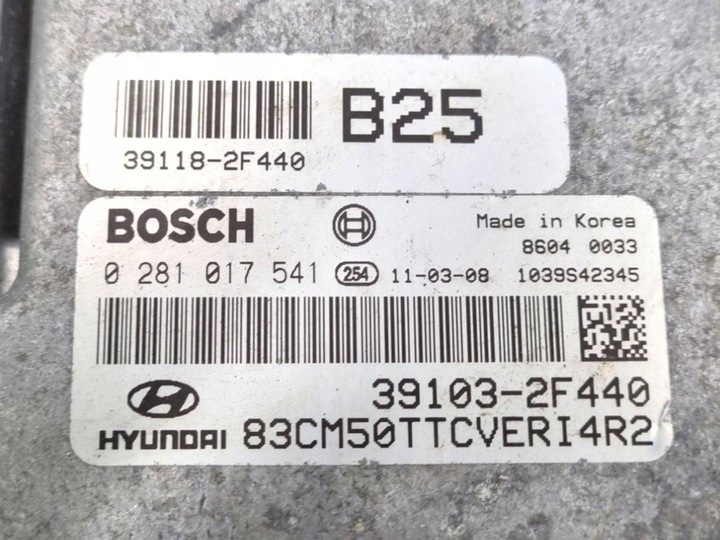 B25
39118-2F440
BOSCH
Made in Korea
8604 0033
0 281 017 541 254 11-03-08 1039S42345
39103-2F440
HYUNDAI 83CM50TTCVERI4R2